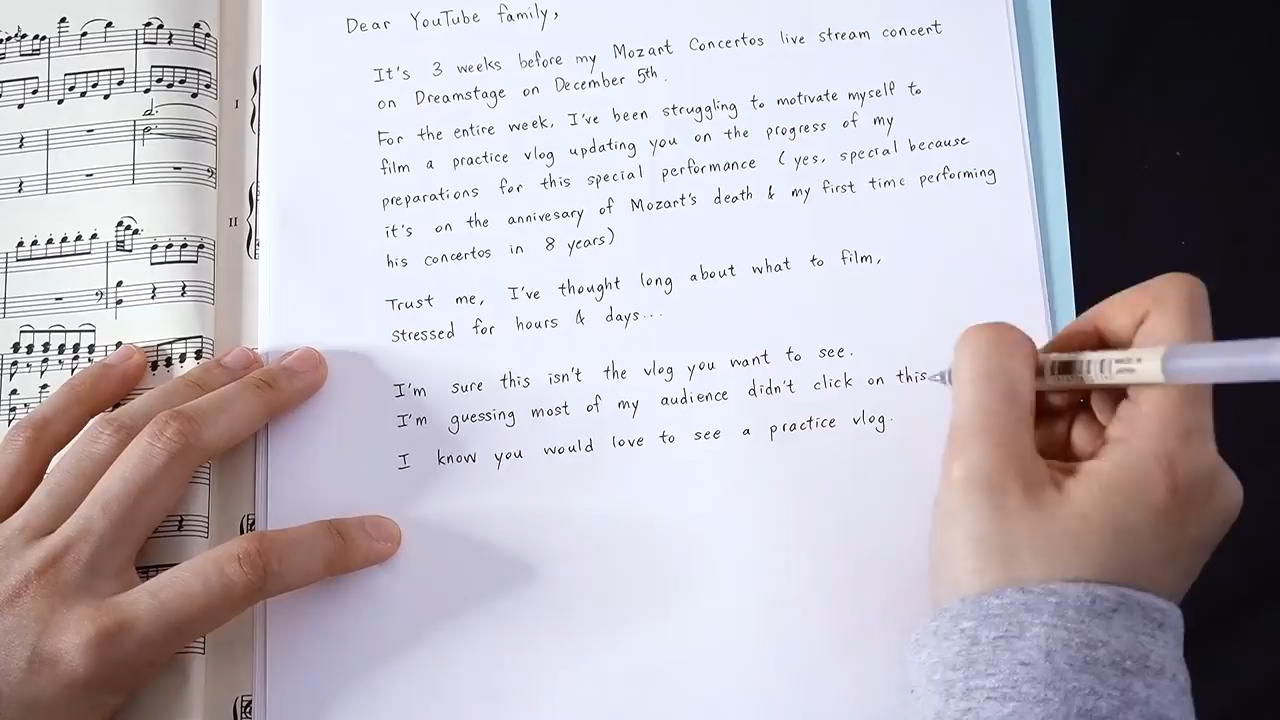 Dear YouTube family,
It's 3 weeks before my Mozart Concertos live stream concert
on Dreamstage on December 5th.
For the entire week, I've been struggling to motivate myself to
film a practice vlog updating you on the progress of my
preparations for this special performance (yes, special because
it's on the annivesary of Mozart's death & my first time performing
his concertos in 8 years)
Trust me, I've thought long about what to film,
stressed for hours & days...
I'm sure this isn't the vlog you want to see.
I'm guessing most of my audience didn't click on this
I know you would love to see a practice vlog.
I
II